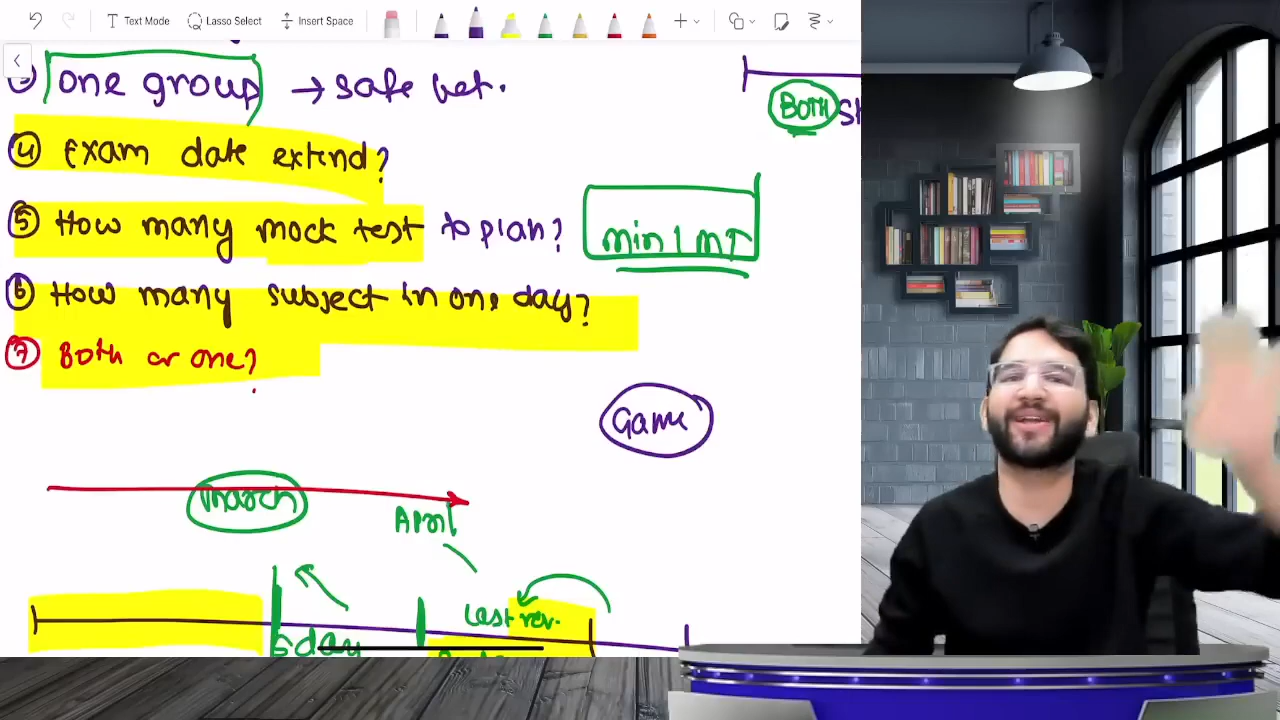 Text Mode Lasso Select Insert Space
one group → safe bet.
BOTH
④ Exam date extend?
⑤ How many mock test to plan?
min 1 MT
⑥ How many subject in one day?
⑦ Both or one?
Game
March
April
Last rev.
day